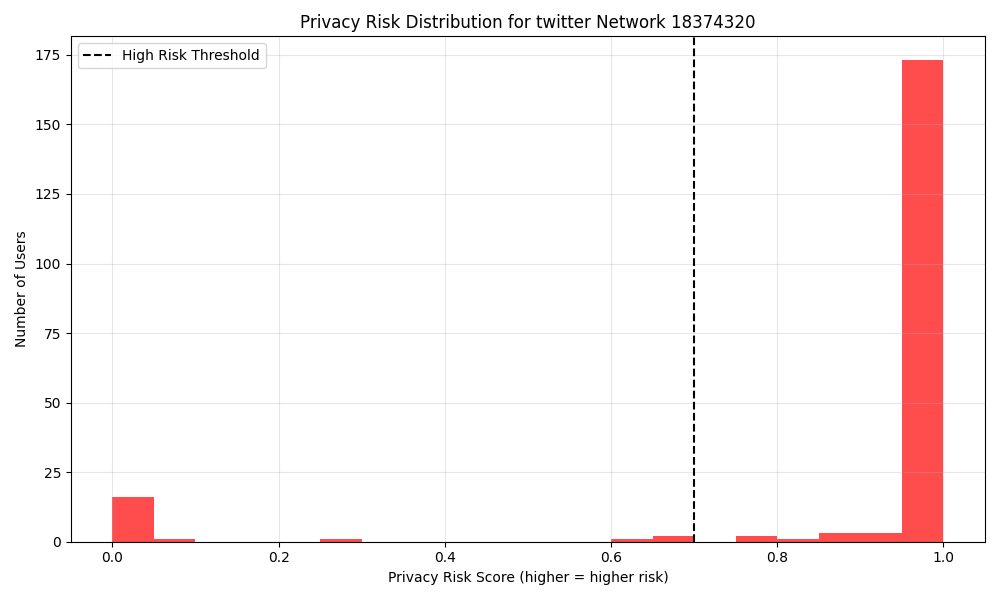 Privacy Risk Distribution for twitter Network 18374320
High Risk Threshold
175
150
125
100
75
50
25
0
Number of Users
0.0 0.2 0.4 0.6 0.8 1.0
Privacy Risk Score (higher = higher risk)